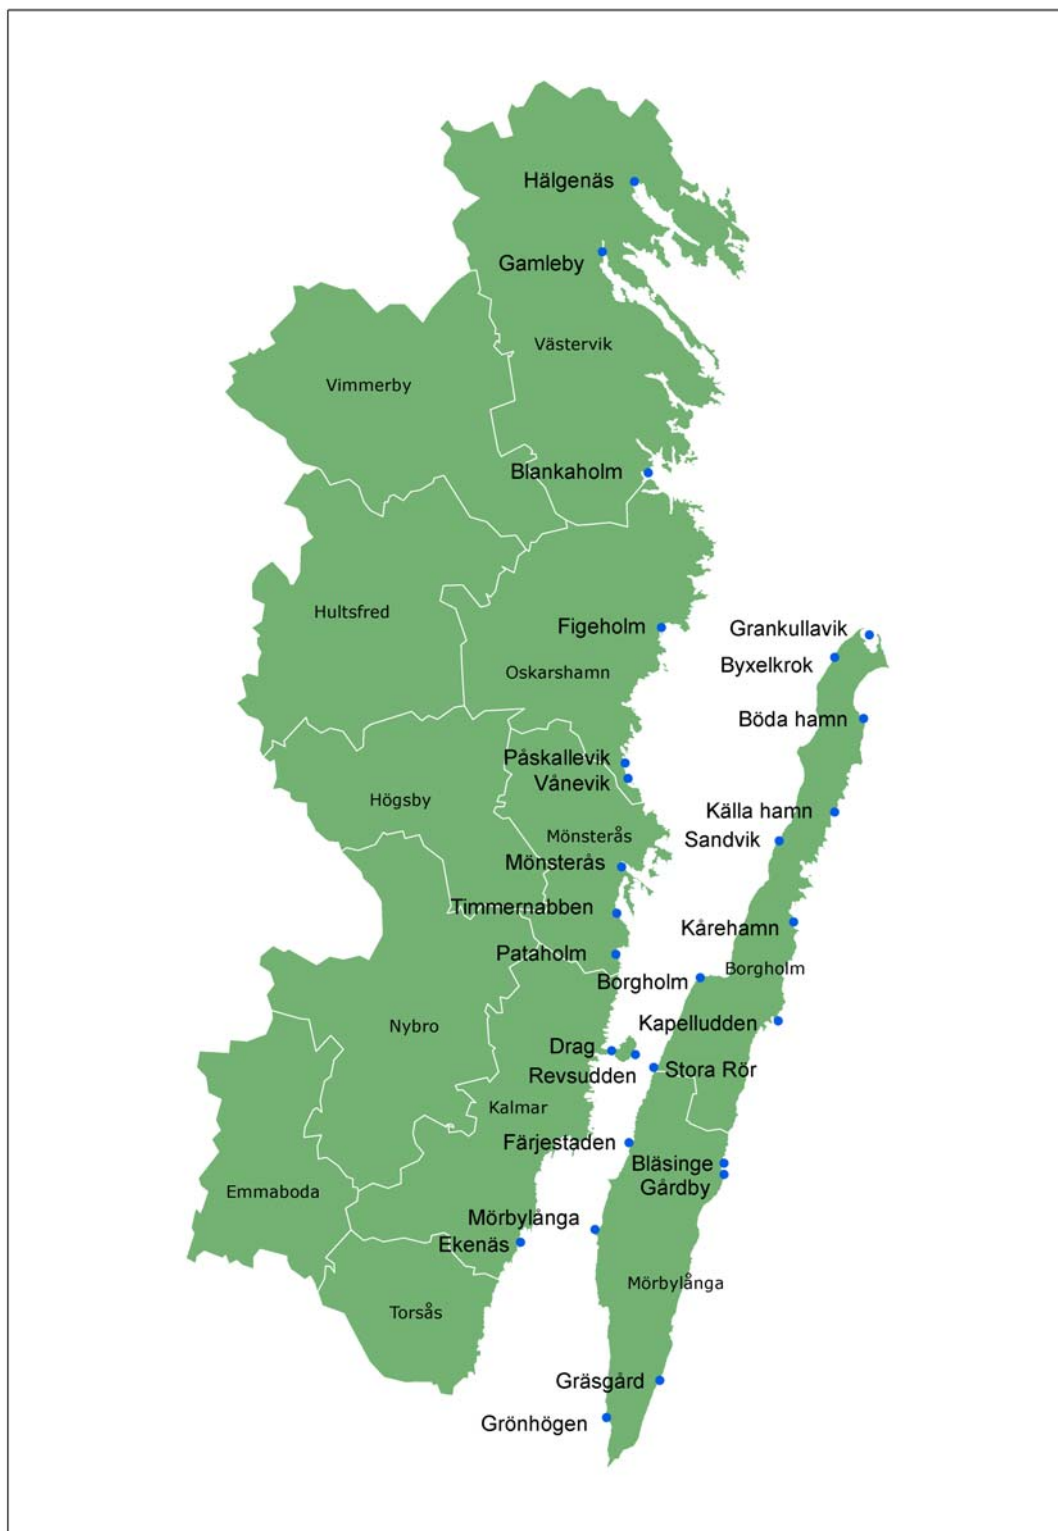 Hälgenäs
Gamleby
Västervik
Vimmerby
Blankaholm
Hultsfred
Figeholm
Grankullavik
Byxelkrok
Oskarshamn
Böda hamn
Påskallevik
Vånevik
Högsby
Källa hamn
Mönsterås
Sandvik
Mönsterås
Timmernabben
Kårehamn
Pataholm
Borgholm
Borgholm
Nybro
Kapelludden
Drag
Revsudden
Stora Rör
Kalmar
Färjestaden
Bläsinge
Gårdby
Emmaboda
Mörbylånga
Ekenäs
Mörbylånga
Torsås
Gräsgård
Grönhögen